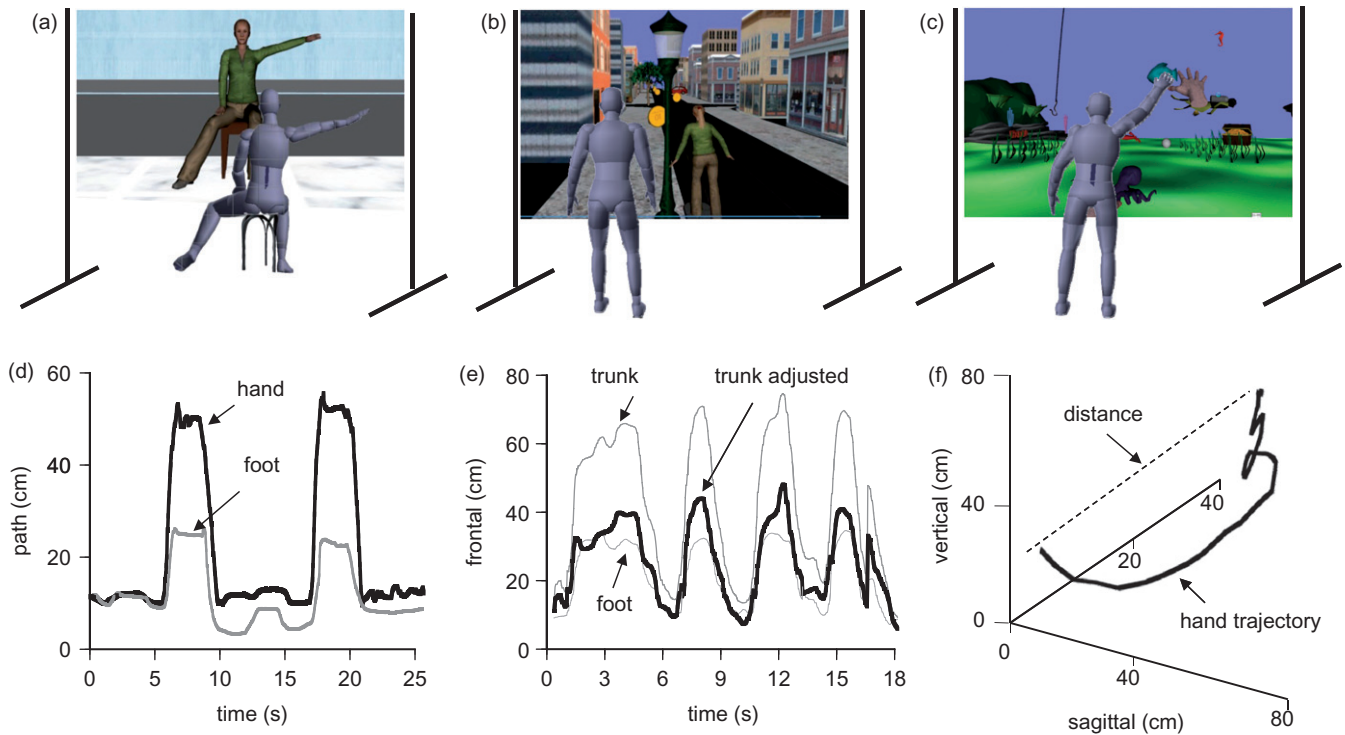 (a)
(b)
(c)
(d)
60
40
20
0
path (cm)
hand
foot
0 5 10 15 20 25
time (s)
(e)
80
60
40
20
0
frontal (cm)
trunk
trunk adjusted
foot
0 3 6 9 12 15 18
time (s)
(f)
80
40
0
vertical (cm)
distance
40
20
hand trajectory
0
40
80
sagittal (cm)